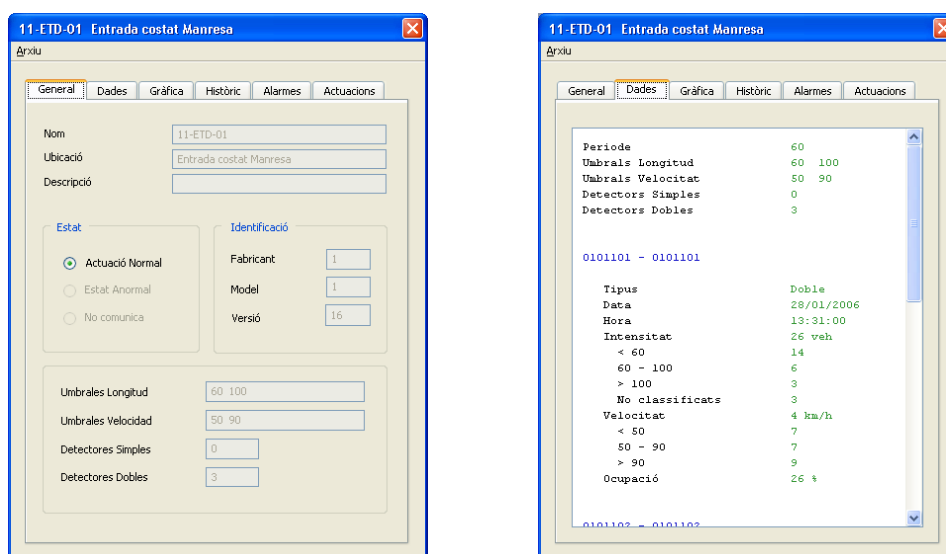 11-ETD-01 Entrada costat Manresa
Arxiu
General Dades Gràfica Històric Alarmes Actuacions
Nom 11-ETD-01
Ubicació Entrada costat Manresa
Descripció
Estat
Actuació Normal
Estat Anormal
No comunica
Identificació
Fabricant 1
Model 1
Versió 16
Umbrales Longitud 60 100
Umbrales Velocidad 50 90
Detectores Simples 0
Detectores Dobles 3
11-ETD-01 Entrada costat Manresa
Arxiu
General Dades Gràfica Històric Alarmes Actuacions
Periode 60
Umbrals Longitud 60 100
Umbrals Velocitat 50 90
Detectors Simples 0
Detectors Dobles 3
0101101 - 0101101
Tipus Doble
Data 28/01/2006
Hora 13:31:00
Intensitat 26 veh
< 60 14
60 - 100 6
> 100 3
No classificats 3
Velocitat 4 km/h
< 50 7
50 - 90 7
> 90 9
Ocupació 26 %
0101102 - 0101102